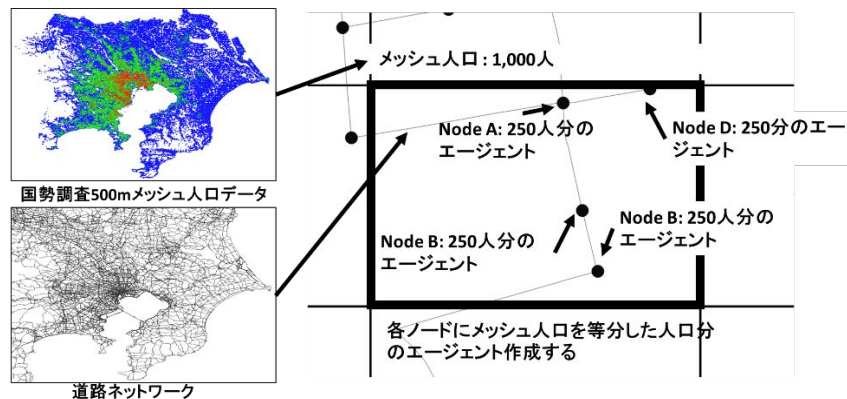 国勢調査500mメッシュ人口データ
道路ネットワーク
メッシュ人口 : 1,000人
Node A: 250人分の
エージェント
Node D: 250分のエー
ジェント
Node B: 250人分の
エージェント
Node B: 250人分の
エージェント
各ノードにメッシュ人口を等分した人口分
のエージェント作成する